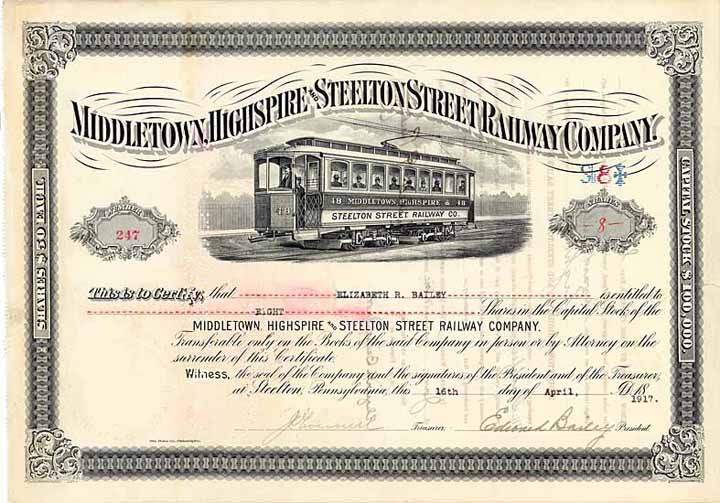 MIDDLETOWN, HIGHSPIRE AND STEELTON STREET RAILWAY COMPANY.
SHARES $50 EACH
CAPITAL STOCK $100,000
NUMBER
247
SHARES
8
48 MIDDLETOWN, HIGHSPIRE & 48
48
STEELTON STREET RAILWAY CO.
This is to Certify, that ELIZABETH R. BAILEY is entitled to
EIGHT Shares in the Capital Stock of the
MIDDLETOWN, HIGHSPIRE AND STEELTON STREET RAILWAY COMPANY.
Transferable only on the Books of the said Company in person or by Attorney on the
surrender of this Certificate.
Witness, the seal of the Company and the signatures of the President and of the Treasurer,
at Steelton, Pennsylvania, this 16th day of April, A.D. 18
1917.
Treasurer. Edward Bailey President.